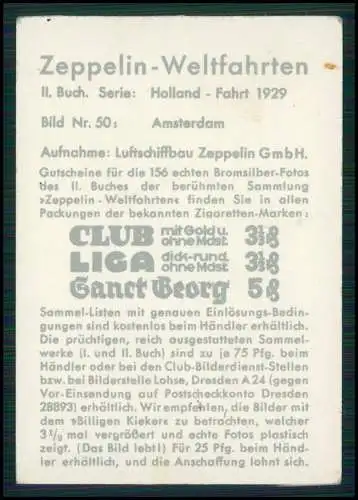 Zeppelin-Weltfahrten
II. Buch. Serie: Holland - Fahrt 1929
Bild Nr. 50: Amsterdam
Aufnahme: Luftschiffbau Zeppelin GmbH.
Gutscheine für die 156 echten Bromsilber-Fotos
des II. Buches der berühmten Sammlung
»Zeppelin-Weltfahrten« finden Sie in allen
Packungen der bekannten Zigaretten-Marken:
CLUB mit Gold u. ohne Mdst. 3⅓ ₰
LIGA dick-rund. ohne Mdst. 3⅓ ₰
Sanct Georg 5 ₰
Sammel-Listen mit genauen Einlösungs-Bedin-
gungen sind kostenlos beim Händler erhältlich.
Die prächtigen, reich ausgestatteten Sammel-
werke (I. und II. Buch) sind zu je 75 Pfg. beim
Händler oder bei den Club-Bilderdienst-Stellen
bzw. bei Bilderstelle Lohse, Dresden A 24 (gegen
Vor-Einsendung auf Postscheckkonto Dresden
28893) erhältlich. Wir empfehlen, die Bilder mit
dem »Billigen Kieker« zu betrachten, welcher
3½ mal vergrößert und echte Fotos plastisch
zeigt. (Das Bild lebt!) Für 25 Pfg. beim Händ-
ler erhältlich, und die Anschaffung lohnt sich.